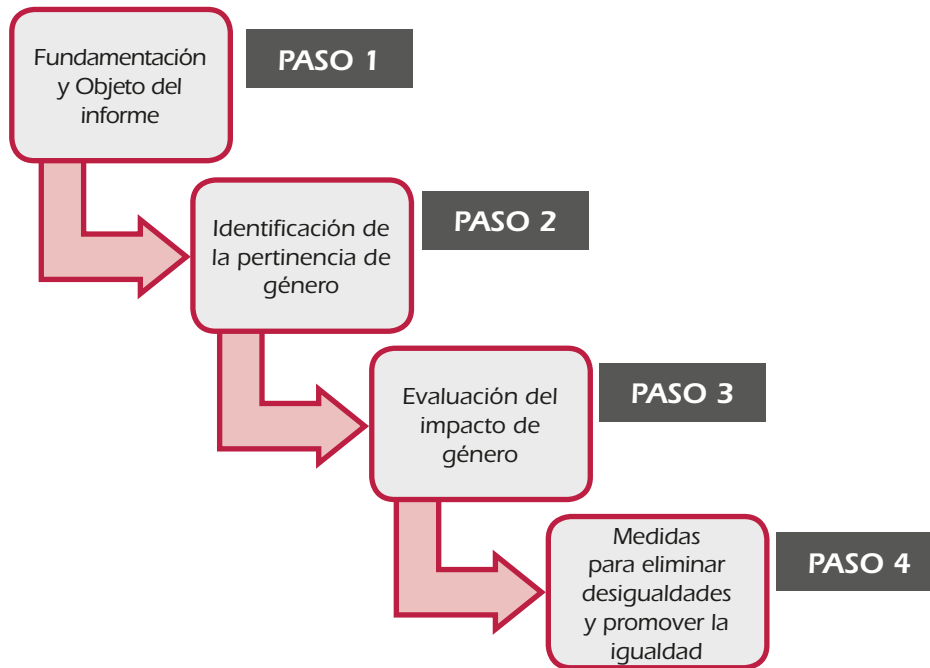 Fundamentación
y Objeto del
informe
PASO 1
Identificación de
la pertinencia de
género
PASO 2
Evaluación del
impacto de
género
PASO 3
Medidas
para eliminar
desigualdades
y promover la
igualdad
PASO 4